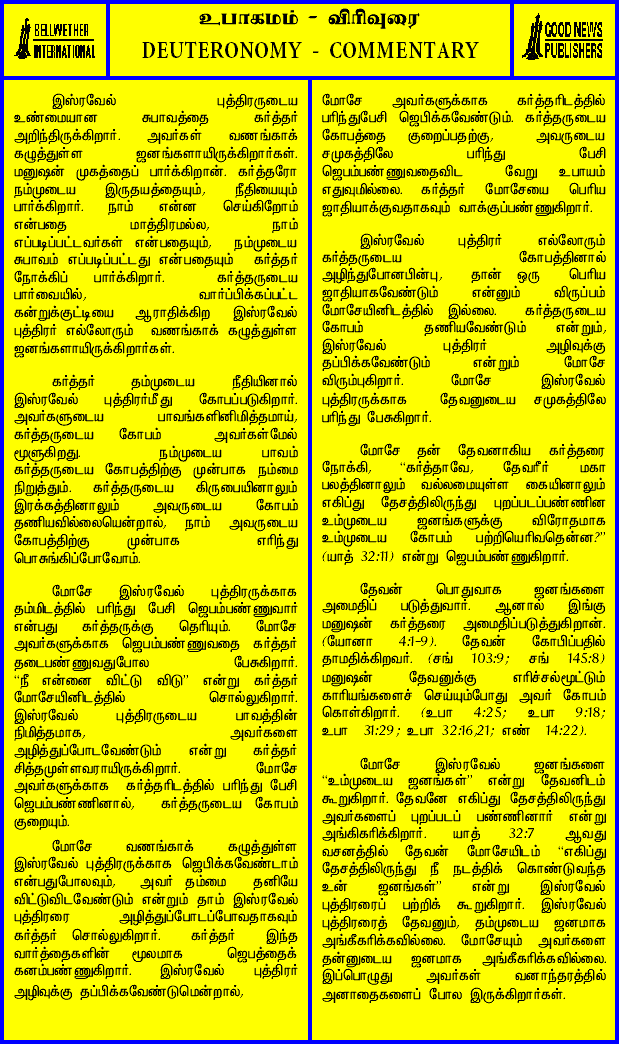 BELLWETHER
INTERNATIONAL
உபாகமம் - விரிவுரை
DEUTERONOMY - COMMENTARY
GOOD NEWS
PUBLISHERS
இஸ்ரவேல் புத்திரருடைய
உண்மையான சுபாவத்தை கர்த்தர்
அறிந்திருக்கிறார். அவர்கள் வணங்காக்
கழுத்துள்ள ஜனங்களாயிருக்கிறார்கள்.
மனுஷன் முகத்தைப் பார்க்கிறான். கர்த்தரோ
நம்முடைய இருதயத்தையும், நீதியையும்
பார்க்கிறார். நாம் என்ன செய்கிறோம்
என்பதை மாத்திரமல்ல, நாம்
எப்படிப்பட்டவர்கள் என்பதையும், நம்முடைய
சுபாவம் எப்படிப்பட்டது என்பதையும் கர்த்தர்
நோக்கிப் பார்க்கிறார். கர்த்தருடைய
பார்வையில், வார்ப்பிக்கப்பட்ட
கன்றுக்குட்டியை ஆராதிக்கிற இஸ்ரவேல்
புத்திரர் எல்லோரும் வணங்காக் கழுத்துள்ள
ஜனங்களாயிருக்கிறார்கள்.
கர்த்தர் தம்முடைய நீதியினால்
இஸ்ரவேல் புத்திரர்மீது கோபப்படுகிறார்.
அவர்களுடைய பாவங்களினிமித்தமாய்,
கர்த்தருடைய கோபம் அவர்கள்மேல்
மூளுகிறது. நம்முடைய பாவம்
கர்த்தருடைய கோபத்திற்கு முன்பாக நம்மை
நிறுத்தும். கர்த்தருடைய கிருபையினாலும்
இரக்கத்தினாலும் அவருடைய கோபம்
தணியவில்லையென்றால், நாம் அவருடைய
கோபத்திற்கு முன்பாக எரிந்து
பொசுங்கிப்போவோம்.
மோசே இஸ்ரவேல் புத்திரருக்காக
தம்மிடத்தில் பரிந்து பேசி ஜெபம்பண்ணுவார்
என்பது கர்த்தருக்கு தெரியும். மோசே
அவர்களுக்காக ஜெபம்பண்ணுவதை கர்த்தர்
தடைபண்ணுவதுபோல பேசுகிறார்.
“நீ என்னை விட்டு விடு” என்று கர்த்தர்
மோசேயினிடத்தில் சொல்லுகிறார்.
இஸ்ரவேல் புத்திரருடைய பாவத்தின்
நிமித்தமாக, அவர்களை
அழித்துப்போடவேண்டும் என்று கர்த்தர்
சித்தமுள்ளவராயிருக்கிறார். மோசே
அவர்களுக்காக கர்த்தரிடத்தில் பரிந்து பேசி
ஜெபம்பண்ணினால், கர்த்தருடைய கோபம்
குறையும்.
மோசே வணங்காக் கழுத்துள்ள
இஸ்ரவேல் புத்திரருக்காக ஜெபிக்கவேண்டாம்
என்பதுபோலவும், அவர் தம்மை தனியே
விட்டுவிடவேண்டும் என்றும் தாம் இஸ்ரவேல்
புத்திரரை அழித்துப்போடப்போவதாகவும்
கர்த்தர் சொல்லுகிறார். கர்த்தர் இந்த
வார்த்தைகளின் மூலமாக ஜெபத்தைக்
கனம்பண்ணுகிறார். இஸ்ரவேல் புத்திரர்
அழிவுக்கு தப்பிக்கவேண்டுமென்றால்,
மோசே அவர்களுக்காக கர்த்தரிடத்தில்
பரிந்துபேசி ஜெபிக்கவேண்டும். கர்த்தருடைய
கோபத்தை குறைப்பதற்கு, அவருடைய
சமுகத்திலே பரிந்து பேசி
ஜெபம்பண்ணுவதைவிட வேறு உபாயம்
எதுவுமில்லை. கர்த்தர் மோசேயை பெரிய
ஜாதியாக்குவதாகவும் வாக்குப்பண்ணுகிறார்.
இஸ்ரவேல் புத்திரர் எல்லோரும்
கர்த்தருடைய கோபத்தினால்
அழிந்துபோனபின்பு, தான் ஒரு பெரிய
ஜாதியாகவேண்டும் என்னும் விருப்பம்
மோசேயினிடத்தில் இல்லை. கர்த்தருடைய
கோபம் தணியவேண்டும் என்றும்,
இஸ்ரவேல் புத்திரர் அழிவுக்கு
தப்பிக்கவேண்டும் என்றும் மோசே
விரும்புகிறார். மோசே இஸ்ரவேல்
புத்திரருக்காக தேவனுடைய சமுகத்திலே
பரிந்து பேசுகிறார்.
மோசே தன் தேவனாகிய கர்த்தரை
நோக்கி, “கர்த்தாவே, தேவரீர் மகா
பலத்தினாலும் வல்லமையுள்ள கையினாலும்
எகிப்து தேசத்திலிருந்து புறப்படப்பண்ணின
உம்முடைய ஜனங்களுக்கு விரோதமாக
உம்முடைய கோபம் பற்றியெரிவதென்ன?”
(யாத் 32:11) என்று ஜெபம்பண்ணுகிறார்.
தேவன் பொதுவாக ஜனங்களை
அமைதிப் படுத்துவார். ஆனால் இங்கு
மனுஷன் கர்த்தரை அமைதிப்படுத்துகிறான்.
(யோனா 4:1-9). தேவன் கோபிப்பதில்
தாமதிக்கிறவர். (சங் 103:9; சங் 145:8)
மனுஷன் தேவனுக்கு எரிச்சல்மூட்டும்
காரியங்களைச் செய்யும்போது அவர் கோபம்
கொள்கிறார். (உபா 4:25; உபா 9:18;
உபா 31:29; உபா 32:16,21; எண் 14:22).
மோசே இஸ்ரவேல் ஜனங்களை
“உம்முடைய ஜனங்கள்” என்று தேவனிடம்
கூறுகிறார். தேவனே எகிப்து தேசத்திலிருந்து
அவர்களைப் புறப்படப் பண்ணினார் என்று
அங்கிகரிக்கிறார். யாத் 32:7 ஆவது
வசனத்தில் தேவன் மோசேயிடம் “எகிப்து
தேசத்திலிருந்து நீ நடத்திக் கொண்டுவந்த
உன் ஜனங்கள்” என்று இஸ்ரவேல்
புத்திரரைப் பற்றிக் கூறுகிறார். இஸ்ரவேல்
புத்திரரைத் தேவனும், தம்முடைய ஜனமாக
அங்கீகரிக்கவில்லை. மோசேயும் அவர்களை
தன்னுடைய ஜனமாக அங்கீகரிக்கவில்லை.
இப்பொழுது அவர்கள் வனாந்தரத்தில்
அனாதைகளைப் போல இருக்கிறார்கள்.